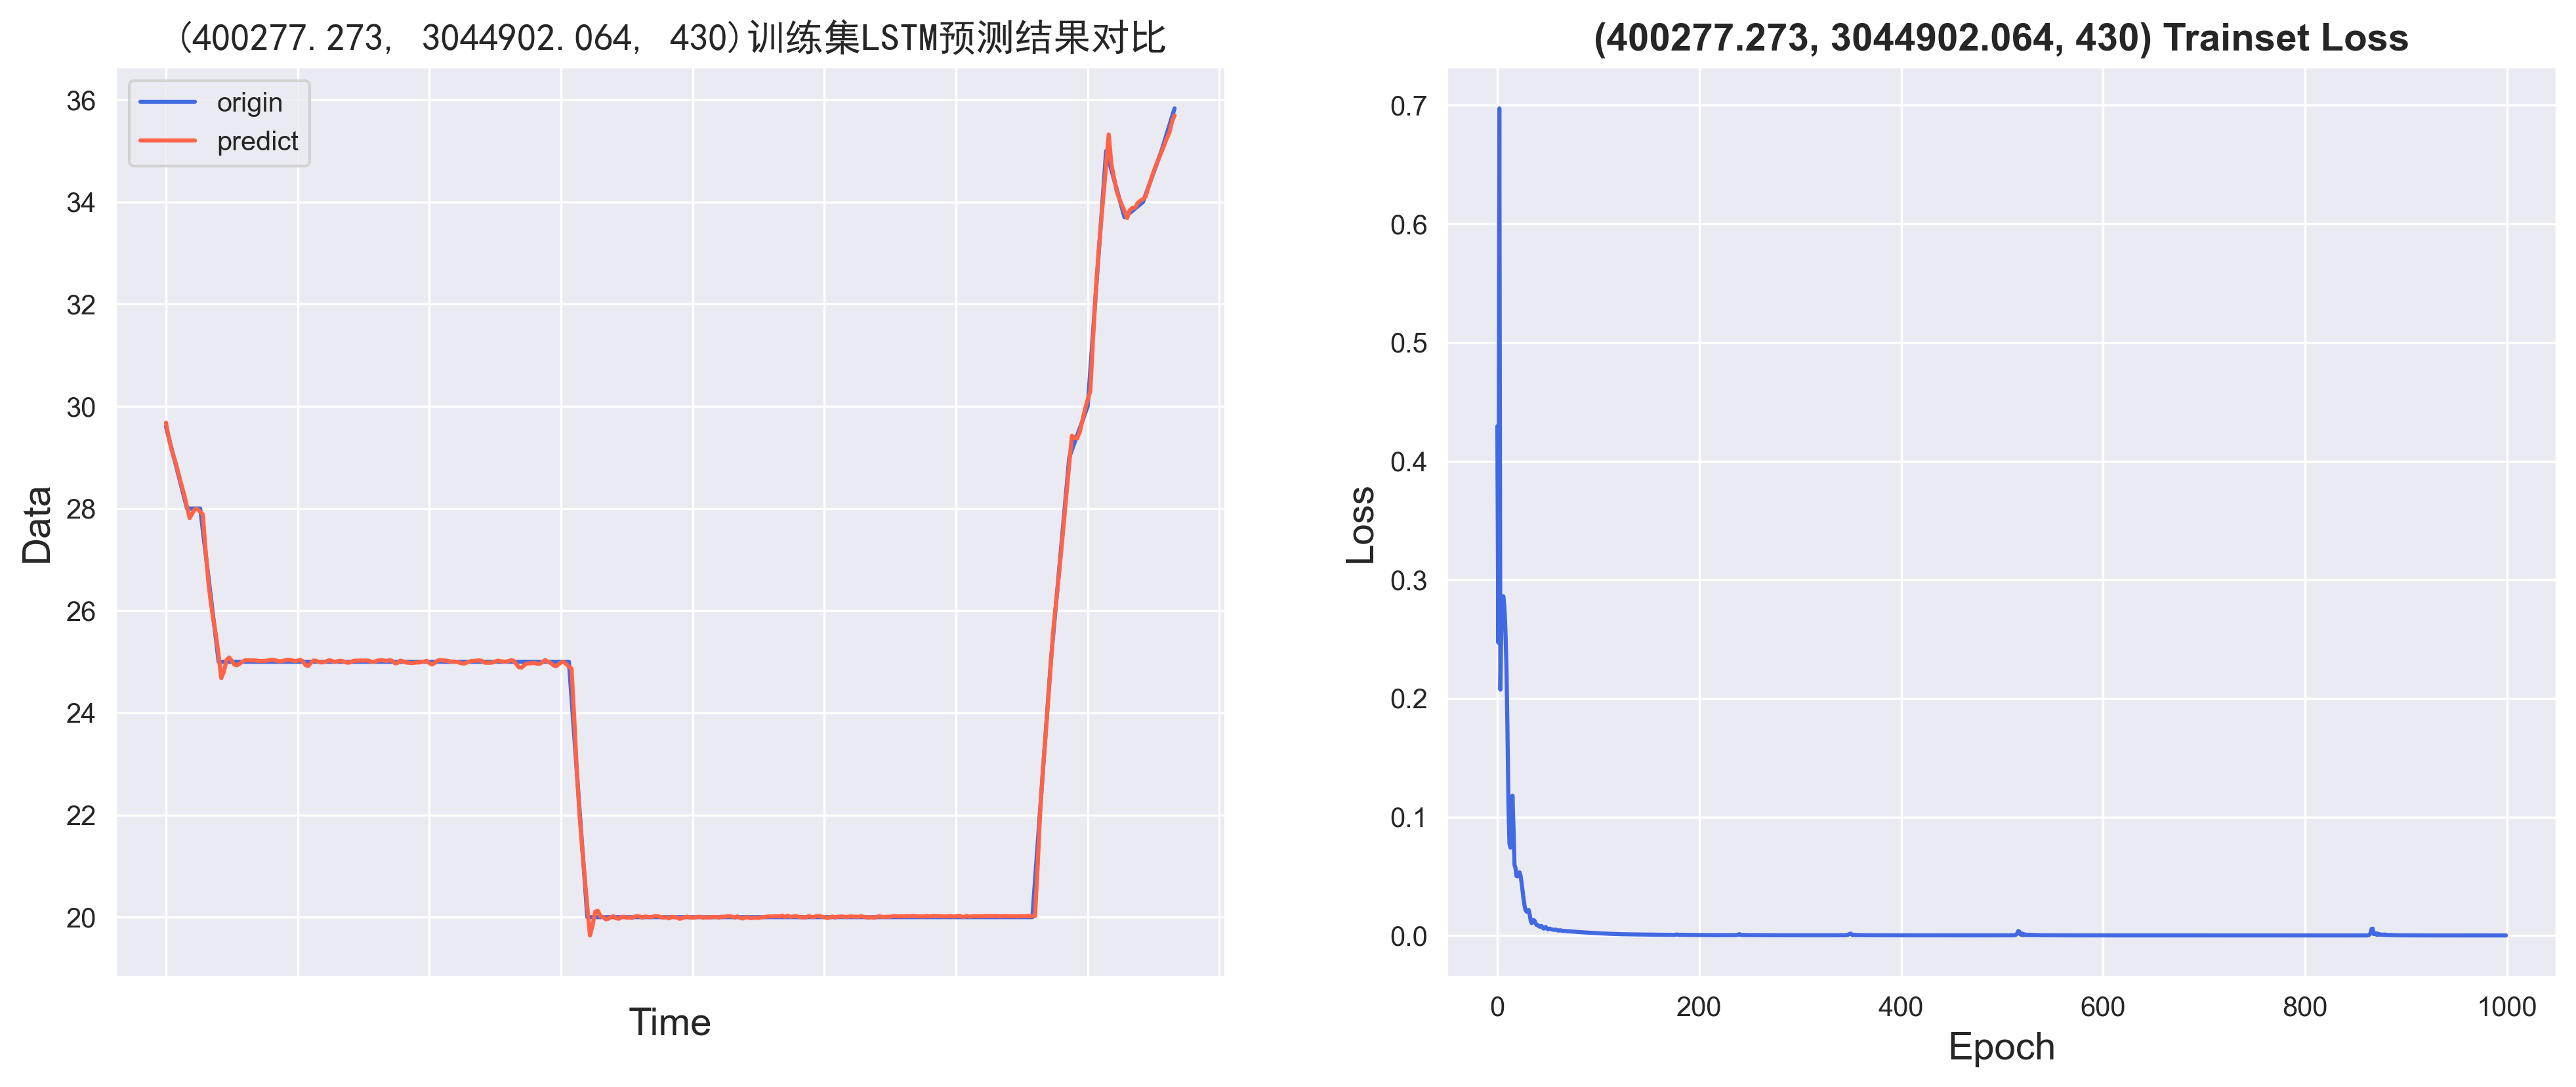 (400277.273, 3044902.064, 430)训练集LSTM预测结果对比
origin
predict
36
34
32
30
28
26
24
22
20
Data
Time
(400277.273, 3044902.064, 430) Trainset Loss
0.7
0.6
0.5
0.4
0.3
0.2
0.1
0.0
Loss
0 200 400 600 800 1000
Epoch